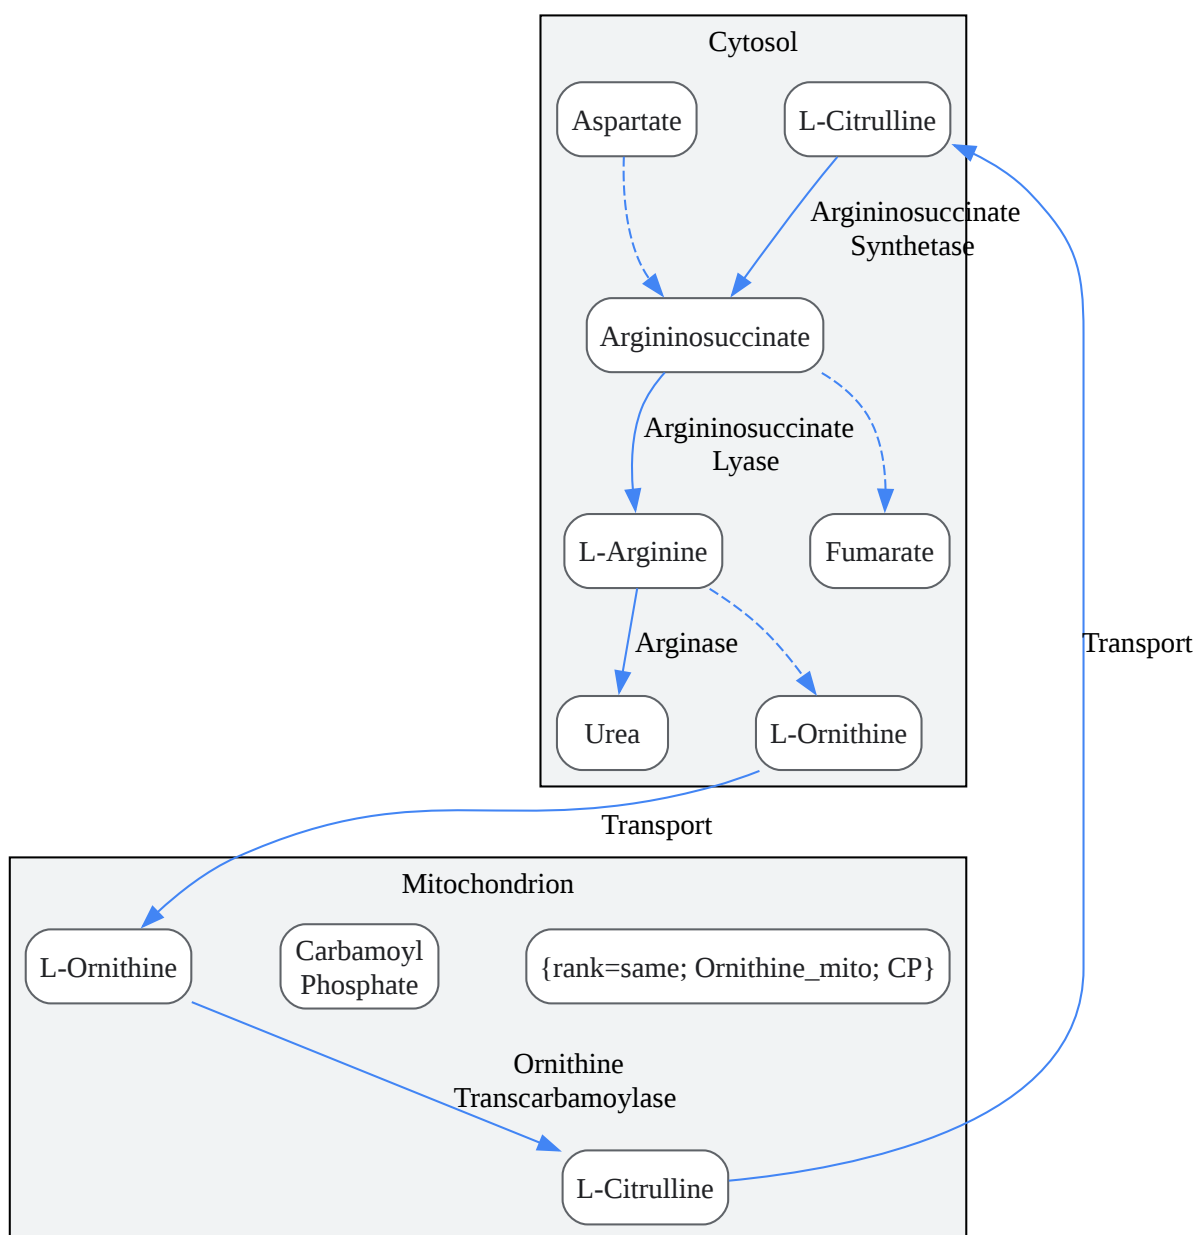 Cytosol
Aspartate
L-Citrulline
Argininosuccinate
Synthetase
Argininosuccinate
Argininosuccinate
Lyase
L-Arginine
Fumarate
Arginase
Transport
Urea
L-Ornithine
Transport
Mitochondrion
L-Ornithine
Carbamoyl
Phosphate
{rank=same; Ornithine_mito; CP}
Ornithine
Transcarbamoylase
L-Citrulline